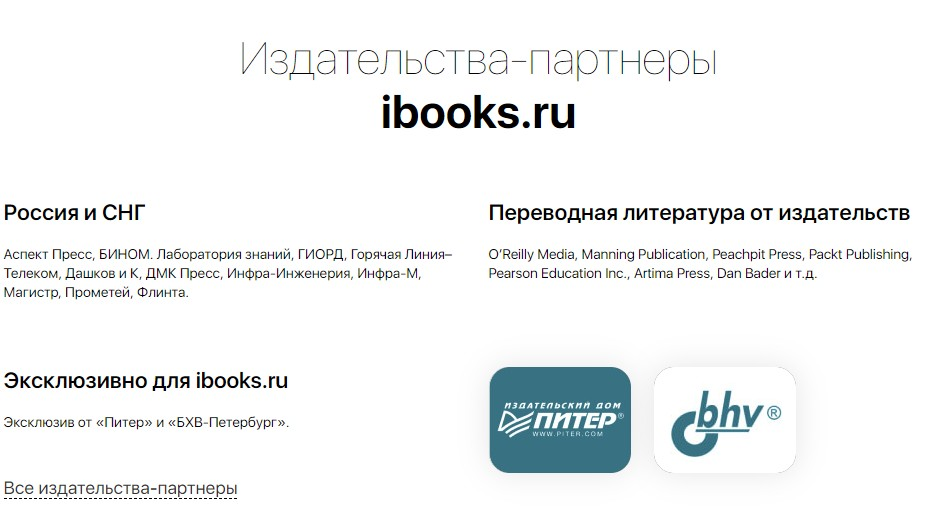 Издательства-партнеры
ibooks.ru
Россия и СНГ
Аспект Пресс, БИНОМ. Лаборатория знаний, ГИОРД, Горячая Линия–
Телеком, Дашков и К, ДМК Пресс, Инфра-Инженерия, Инфра-М,
Магистр, Прометей, Флинта.
Переводная литература от издательств
O’Reilly Media, Manning Publication, Peachpit Press, Packt Publishing,
Pearson Education Inc., Artima Press, Dan Bader и т.д.
Эксклюзивно для ibooks.ru
Эксклюзив от «Питер» и «БХВ-Петербург».
Все издательства-партнеры
ИЗДАТЕЛЬСКИЙ ДОМ
ПИТЕР®
WWW.PITER.COM
bhv®